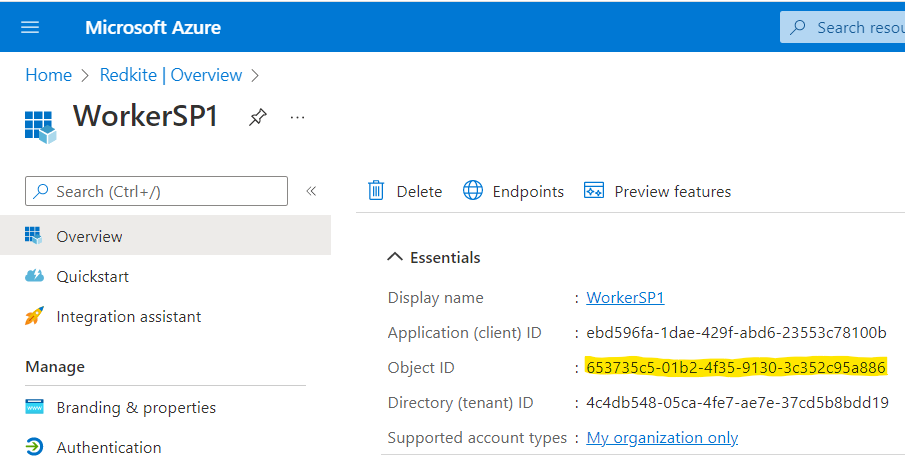 Microsoft Azure
Search resou
Home > Redkite | Overview >
WorkerSP1
Search (Ctrl+/)
Overview
Quickstart
Integration assistant
Manage
Branding & properties
Authentication
Delete
Endpoints
Preview features
Essentials
Display name : WorkerSP1
Application (client) ID : ebd596fa-1dae-429f-abd6-23553c78100b
Object ID : 653735c5-01b2-4f35-9130-3c352c95a886
Directory (tenant) ID : 4c4db548-05ca-4fe7-ae7e-37cd5b8bdd19
Supported account types : My organization only